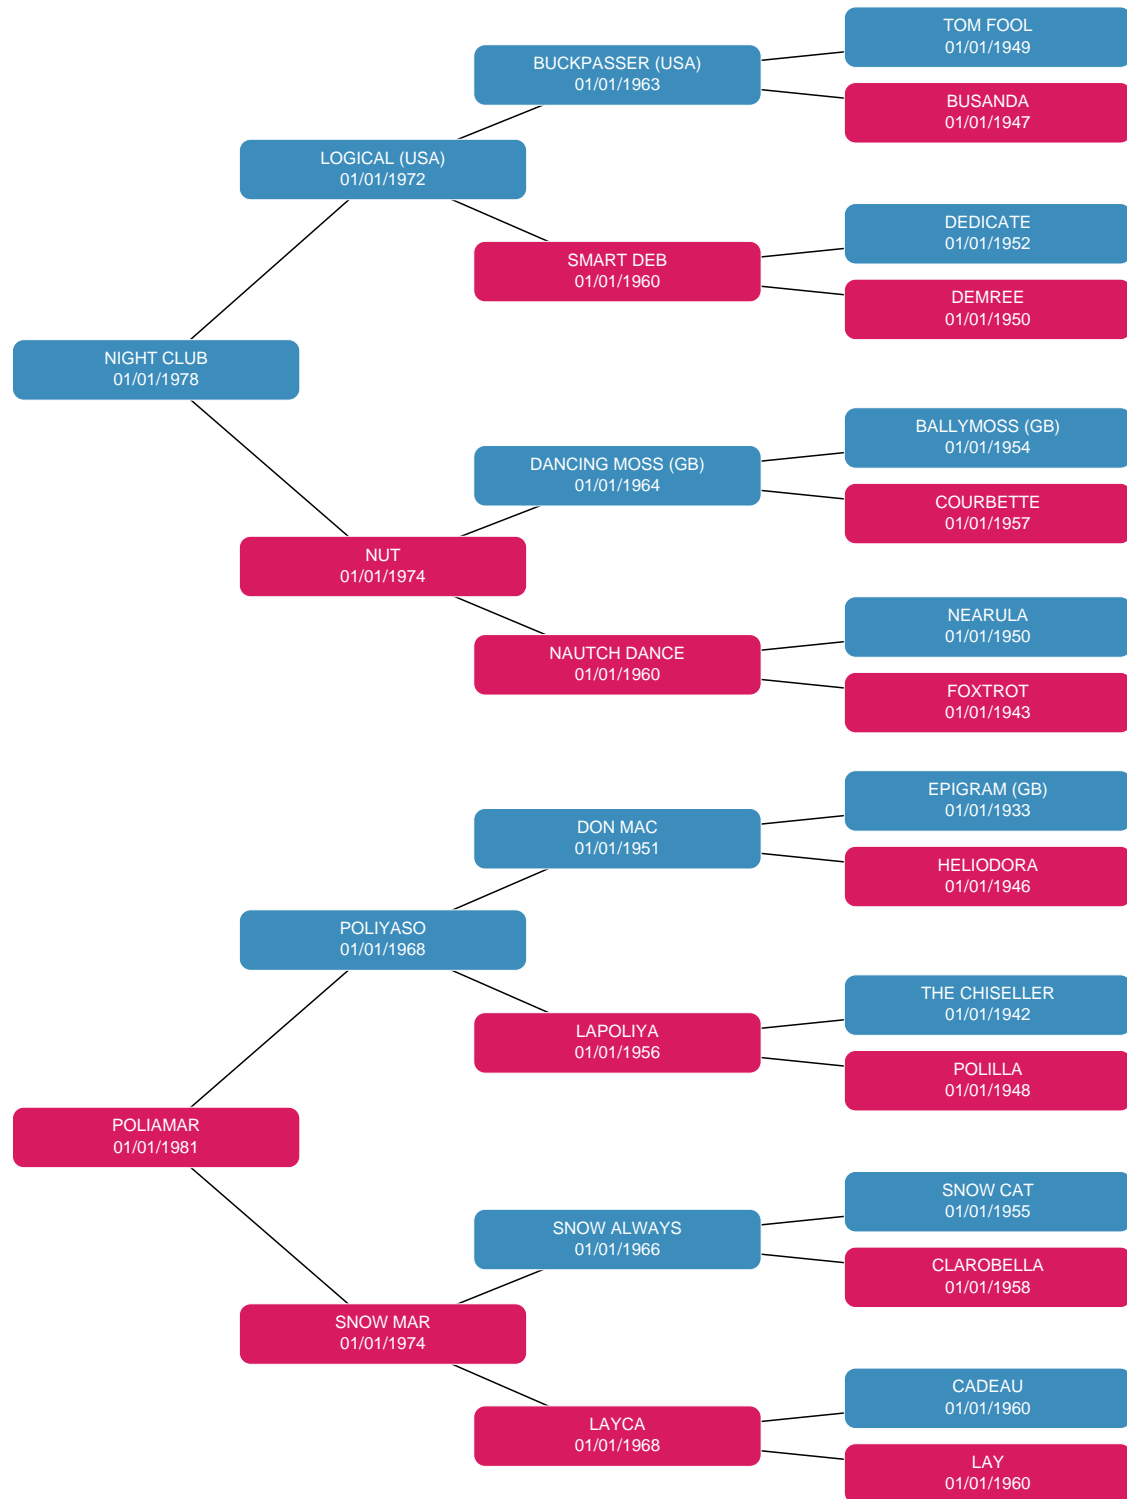 TOM FOOL
01/01/1949
BUCKPASSER (USA)
01/01/1963
BUSANDA
01/01/1947
LOGICAL (USA)
01/01/1972
DEDICATE
01/01/1952
SMART DEB
01/01/1960
DEMREE
01/01/1950
NIGHT CLUB
01/01/1978
BALLYMOSS (GB)
01/01/1954
DANCING MOSS (GB)
01/01/1964
COURBETTE
01/01/1957
NUT
01/01/1974
NEARULA
01/01/1950
NAUTCH DANCE
01/01/1960
FOXTROT
01/01/1943
EPIGRAM (GB)
01/01/1933
DON MAC
01/01/1951
HELIODORA
01/01/1946
POLIYASO
01/01/1968
THE CHISELLER
01/01/1942
LAPOLIYA
01/01/1956
POLILLA
01/01/1948
POLIAMAR
01/01/1981
SNOW CAT
01/01/1955
SNOW ALWAYS
01/01/1966
CLAROBELLA
01/01/1958
SNOW MAR
01/01/1974
CADEAU
01/01/1960
LAYCA
01/01/1968
LAY
01/01/1960